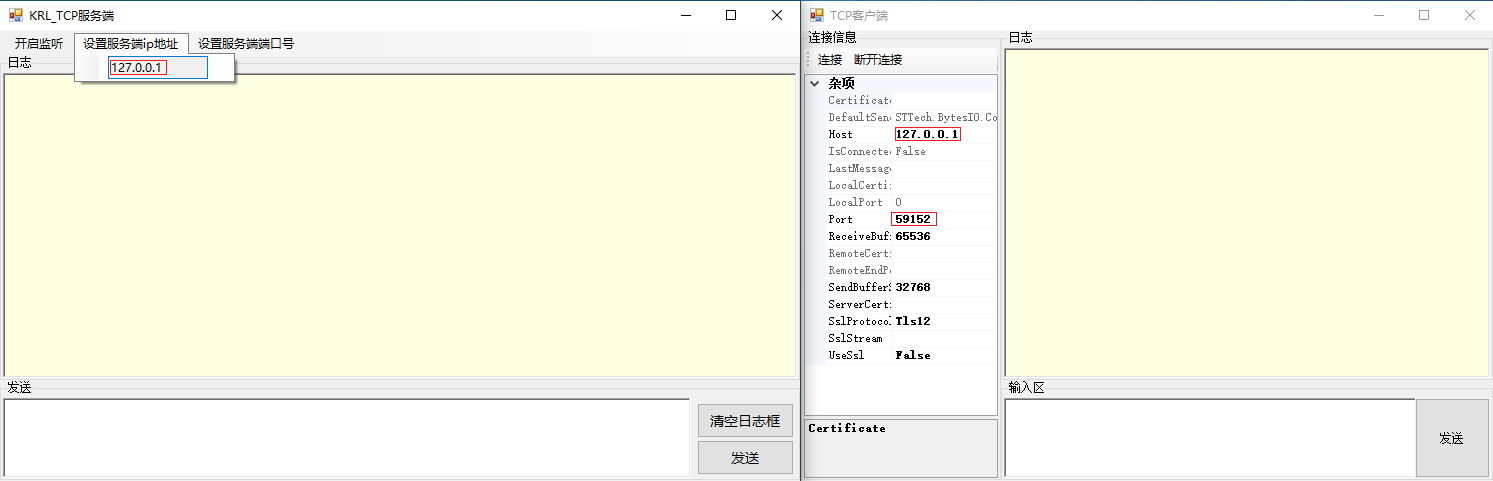 KRL_TCP服务端
开启监听 设置服务端ip地址 设置服务端端口号
127.0.0.1
日志
发送
清空日志框
发送
TCP客户端
连接信息
连接 断开连接
杂项
Certificat
DefaultSen STTech.BytesIO.Co
Host 127.0.0.1
IsConnecte False
LastMessag
LocalCerti
LocalPort 0
Port 59152
ReceiveBuf 65536
RemoteCert
RemoteEndP
SendBufferS 32768
ServerCert
SslProtocol Tls12
SslStream
UseSsl False
Certificate
日志
输入区
发送